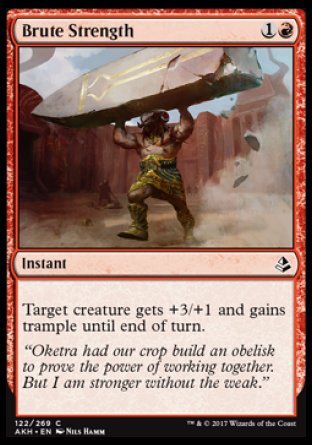 Brute Strength 1
Instant
Target creature gets +3/+1 and gains
trample until end of turn.
“Oketra had our crop build an obelisk
to prove the power of working together.
But I am stronger without the weak.”
122/269 C
AKH • EN Nils Hamm
™ & © 2017 Wizards of the Coast